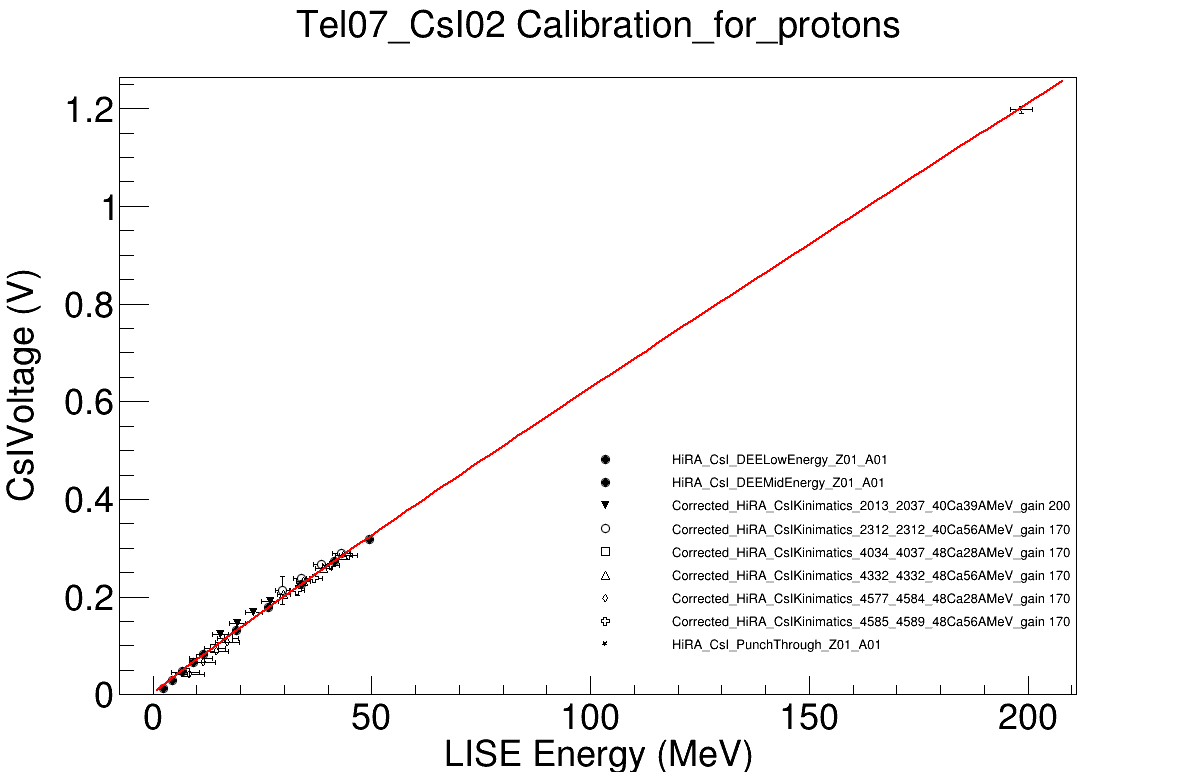 Tel07_CsI02 Calibration_for_protons
CsIVoltage (V)
1.2
1
0.8
0.6
0.4
0.2
0
HiRA_CsI_DEELowEnergy_Z01_A01
HiRA_CsI_DEEMidEnergy_Z01_A01
Corrected_HiRA_CsIKinimatics_2013_2037_40Ca39AMeV_gain 200
Corrected_HiRA_CsIKinimatics_2312_2312_40Ca56AMeV_gain 170
Corrected_HiRA_CsIKinimatics_4034_4037_48Ca28AMeV_gain 170
Corrected_HiRA_CsIKinimatics_4332_4332_48Ca56AMeV_gain 170
Corrected_HiRA_CsIKinimatics_4577_4584_48Ca28AMeV_gain 170
Corrected_HiRA_CsIKinimatics_4585_4589_48Ca56AMeV_gain 170
HiRA_CsI_PunchThrough_Z01_A01
0 50 100 150 200
LISE Energy (MeV)